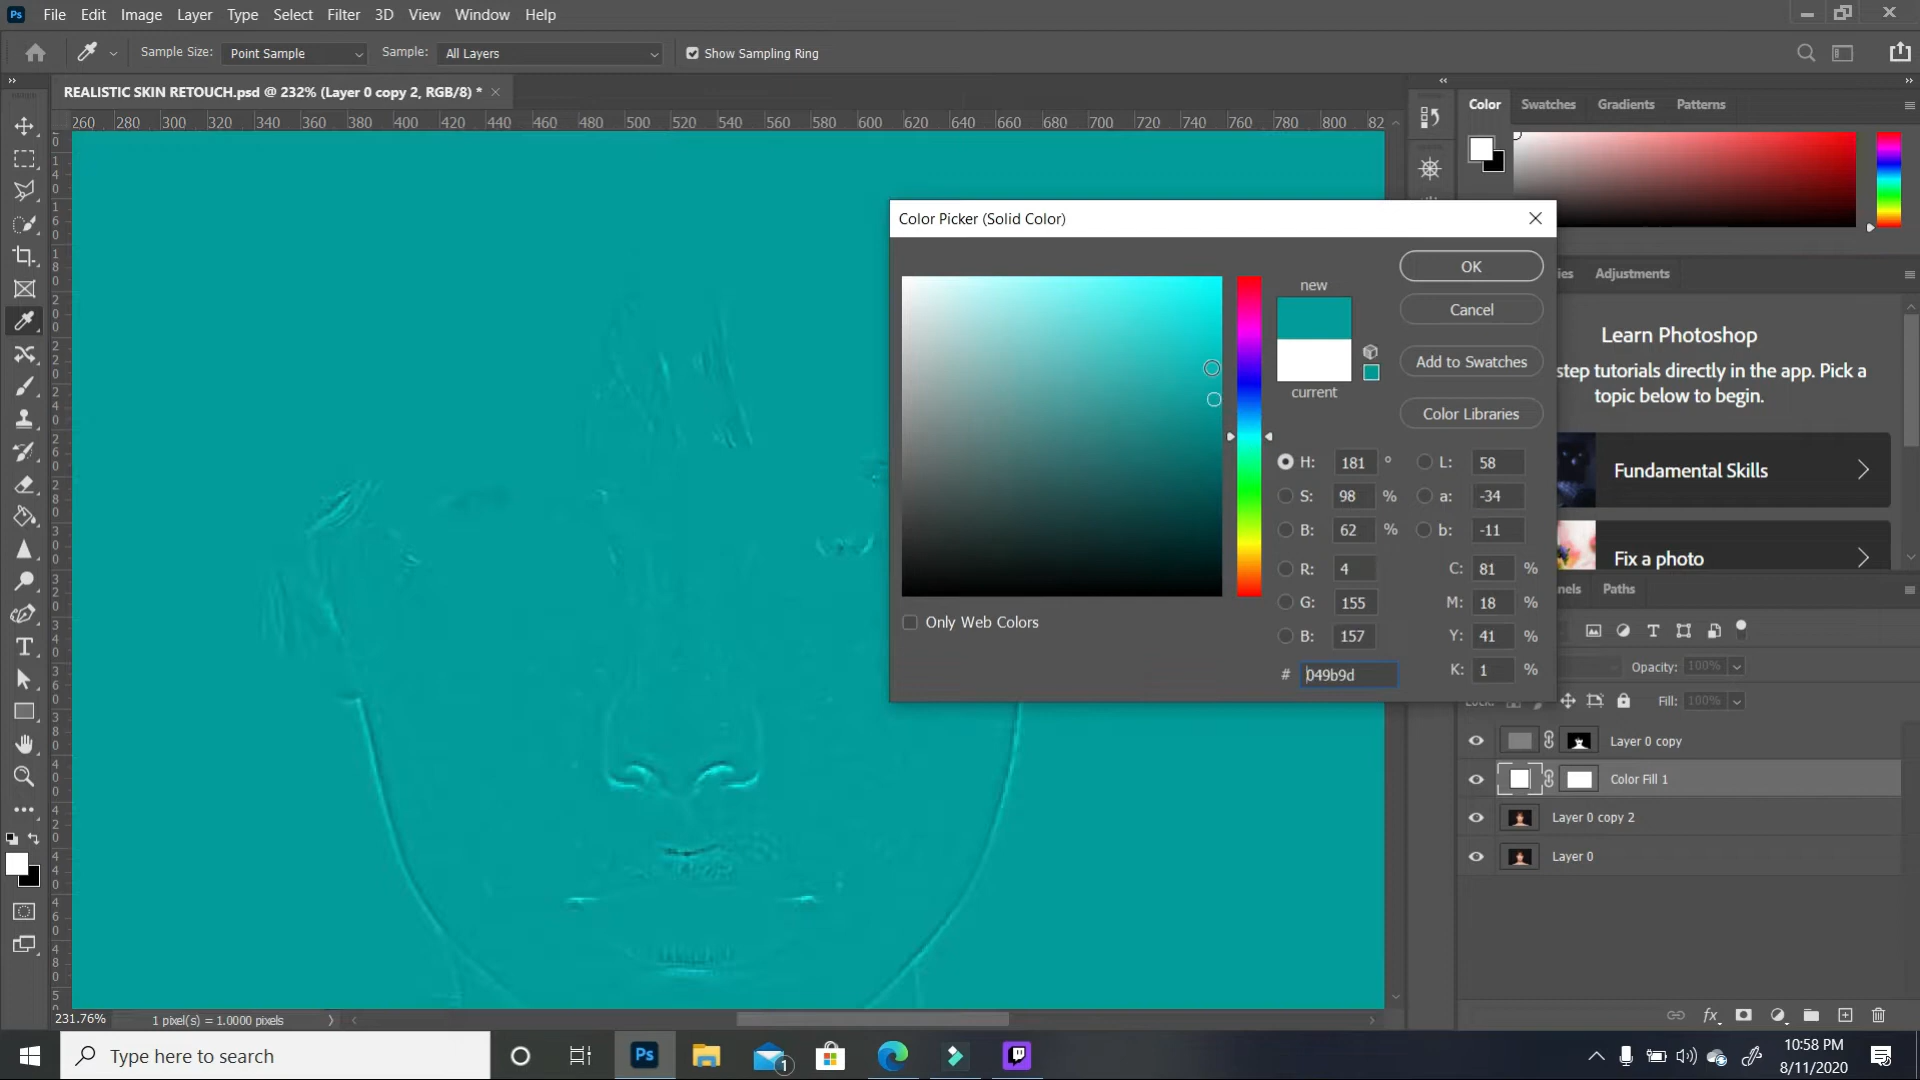 Ps File Edit Image Layer Type Select Filter 3D View Window Help
Sample Size: Point Sample Sample: All Layers Show Sampling Ring
REALISTIC SKIN RETOUCH.psd @ 232% (Layer 0 copy 2, RGB/8) * ×
Color Swatches Gradients Patterns
260 280 300 320 340 360 380 400 420 440 460 480 500 520 540 560 580 600 620 640 660 680 700 720 740 760 780 800 82
Color Picker (Solid Color)
new
OK
Cancel
Add to Swatches
current
Color Libraries
H: 181 °
S: 98 %
B: 62 %
R: 4
G: 155
B: 157
# 049b9d
L: 58
a: -34
b: -11
C: 81 %
M: 18 %
Y: 41 %
K: 1 %
Only Web Colors
ies Adjustments
Learn Photoshop
step tutorials directly in the app. Pick a
topic below to begin.
Fundamental Skills
Fix a photo
nels Paths
Opacity: 100%
Fill: 100%
Layer 0 copy
Color Fill 1
Layer 0 copy 2
Layer 0
231.76% 1 pixel(s) = 1.0000 pixels
Type here to search
Ps
1
10:58 PM
8/11/2020